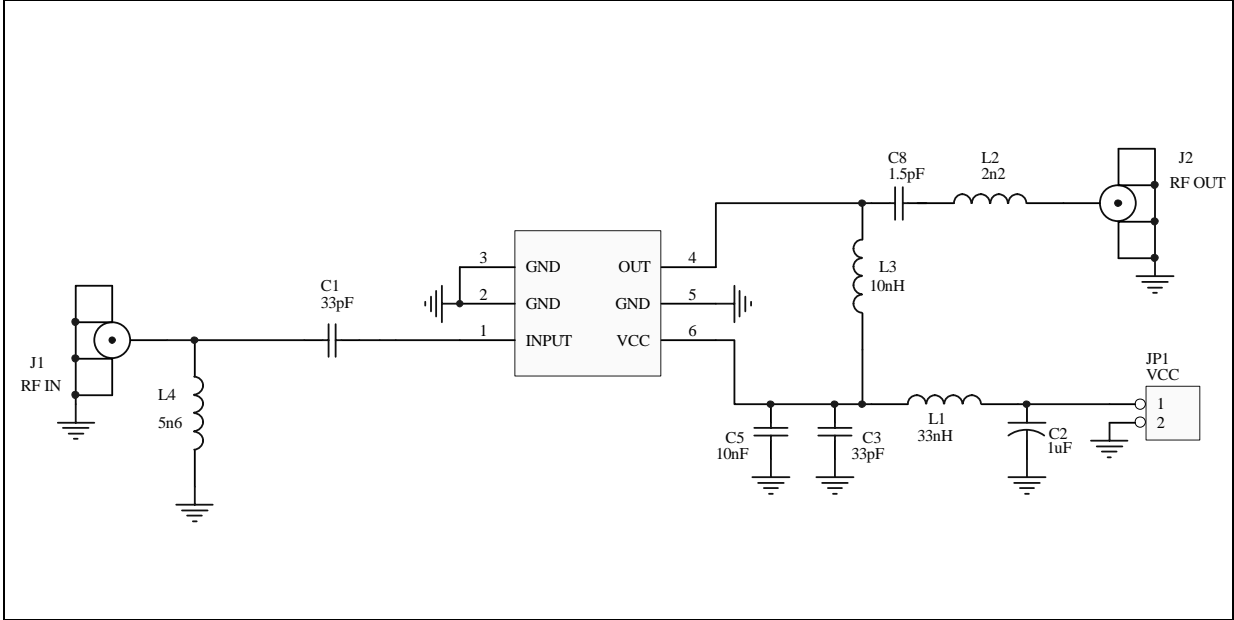 C8
1.5pF
L2
2n2
J2
RF OUT
3
GND
OUT
4
L3
10nH
C1
33pF
2
GND
GND
5
1
INPUT
VCC
6
J1
RF IN
L4
5n6
JP1
VCC
1
2
L1
33nH
C5
10nF
C3
33pF
C2
1uF